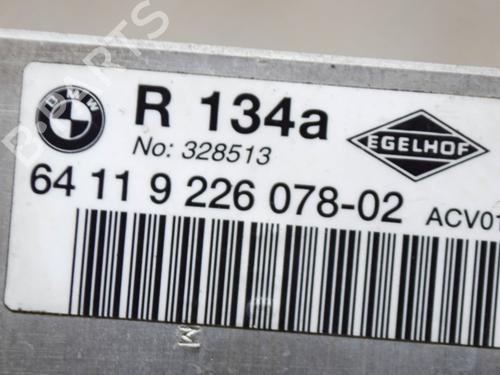 BMW
R 134a
EGELHOF
No: 328513
64 11 9 226 078-02
ACV01
M